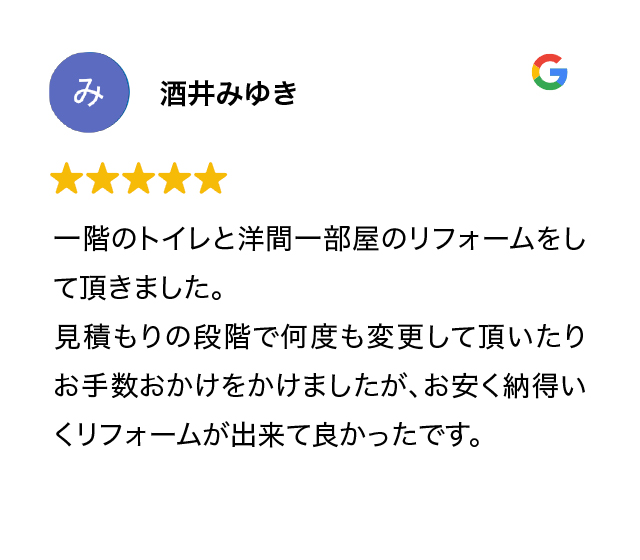 み
酒井みゆき
G
一階のトイレと洋間一部屋のリフォームをし
て頂きました。
見積もりの段階で何度も変更して頂いたり
お手数おかけをかけましたが、お安く納得い
くリフォームが出来て良かったです。